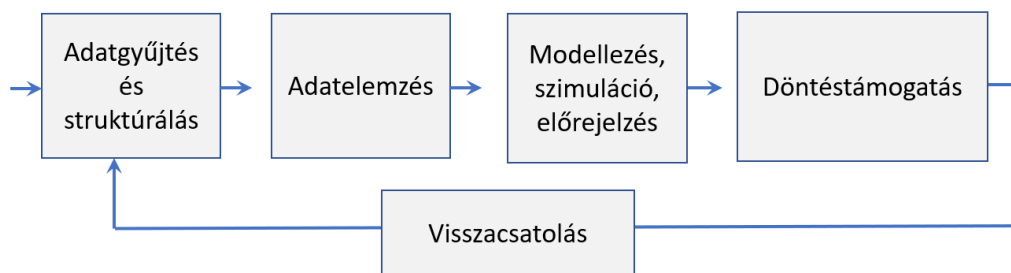 Adatgyűjtés
és
struktúrálás
Adatelemzés
Modellezés,
szimuláció,
előrejelzés
Döntéstámogatás
Visszacsatolás